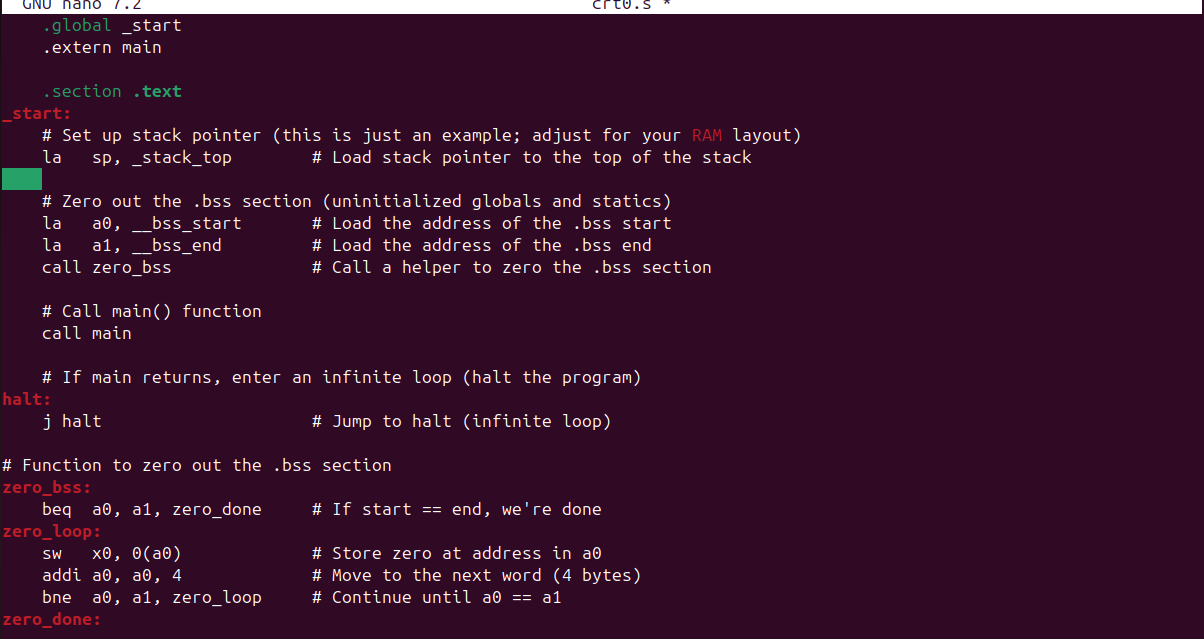 GNU nano 7.2 crt0.s *
.global _start
.extern main
.section .text
_start:
# Set up stack pointer (this is just an example; adjust for your RAM layout)
la sp, _stack_top # Load stack pointer to the top of the stack
# Zero out the .bss section (uninitialized globals and statics)
la a0, __bss_start # Load the address of the .bss start
la a1, __bss_end # Load the address of the .bss end
call zero_bss # Call a helper to zero the .bss section
# Call main() function
call main
# If main returns, enter an infinite loop (halt the program)
halt:
j halt # Jump to halt (infinite loop)
# Function to zero out the .bss section
zero_bss:
beq a0, a1, zero_done # If start == end, we're done
zero_loop:
sw x0, 0(a0) # Store zero at address in a0
addi a0, a0, 4 # Move to the next word (4 bytes)
bne a0, a1, zero_loop # Continue until a0 == a1
zero_done: